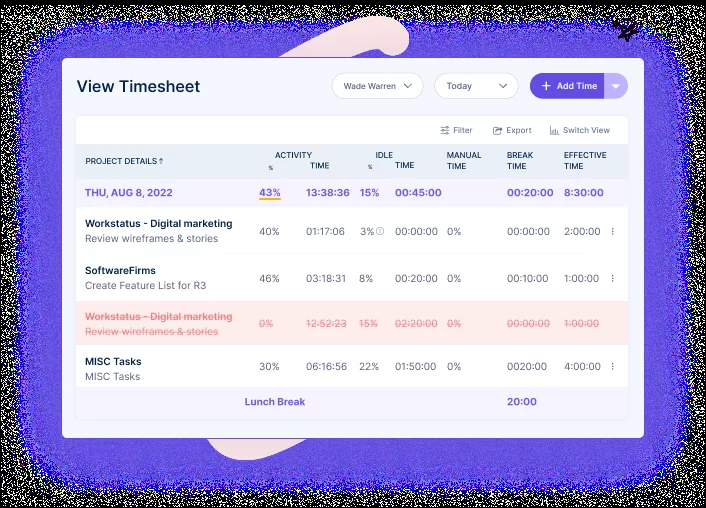 View Timesheet
Wade Warren
Today
+ Add Time
Filter
Export
Switch View
PROJECT DETAILS↑ ACTIVITY % TIME IDLE % TIME MANUAL TIME BREAK TIME EFFECTIVE TIME
THU, AUG 8, 2022 43% 13:38:36 15% 00:45:00 00:20:00 8:30:00
Workstatus - Digital marketing
Review wireframes & stories
40% 01:17:06 3% 00:00:00 0% 00:00:00 2:00:00
SoftwareFirms
Create Feature List for R3
46% 03:18:31 8% 00:20:00 0% 00:10:00 1:00:00
Workstatus - Digital marketing
Review wireframes & stories
0% 12:52:23 15% 02:20:00 0% 00:00:00 1:00:00
MISC Tasks
MISC Tasks
30% 06:16:56 22% 01:50:00 0% 0020:00 4:00:00
Lunch Break 20:00